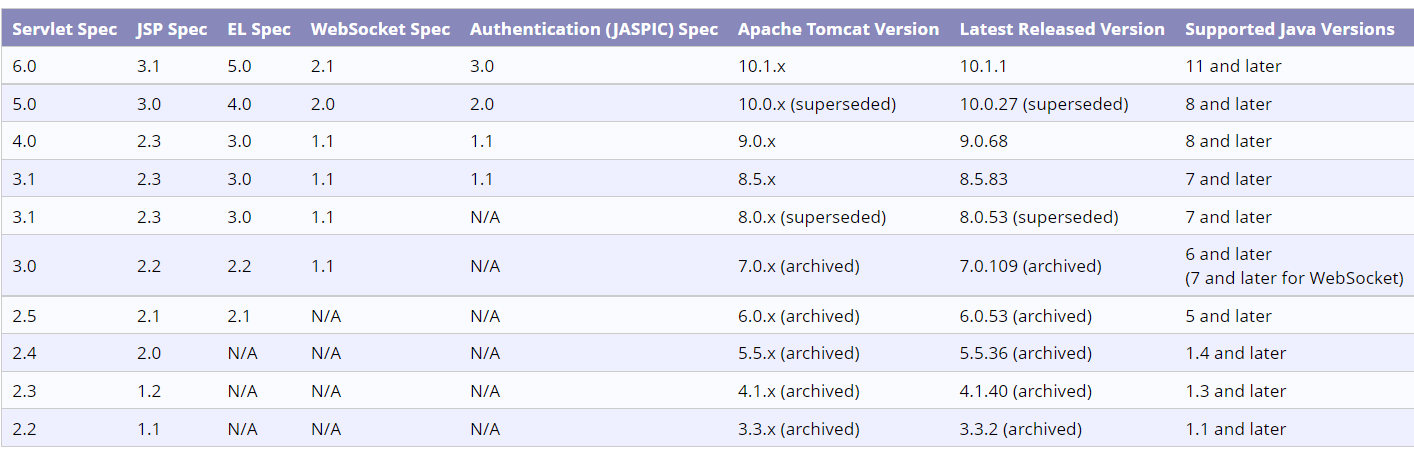 Servlet Spec JSP Spec EL Spec WebSocket Spec Authentication (JASPIC) Spec Apache Tomcat Version Latest Released Version Supported Java Versions
6.0 3.1 5.0 2.1 3.0 10.1.x 10.1.1 11 and later
5.0 3.0 4.0 2.0 2.0 10.0.x (superseded) 10.0.27 (superseded) 8 and later
4.0 2.3 3.0 1.1 1.1 9.0.x 9.0.68 8 and later
3.1 2.3 3.0 1.1 1.1 8.5.x 8.5.83 7 and later
3.1 2.3 3.0 1.1 N/A 8.0.x (superseded) 8.0.53 (superseded) 7 and later
3.0 2.2 2.2 1.1 N/A 7.0.x (archived) 7.0.109 (archived) 6 and later
(7 and later for WebSocket)
2.5 2.1 2.1 N/A N/A 6.0.x (archived) 6.0.53 (archived) 5 and later
2.4 2.0 N/A N/A N/A 5.5.x (archived) 5.5.36 (archived) 1.4 and later
2.3 1.2 N/A N/A N/A 4.1.x (archived) 4.1.40 (archived) 1.3 and later
2.2 1.1 N/A N/A N/A 3.3.x (archived) 3.3.2 (archived) 1.1 and later